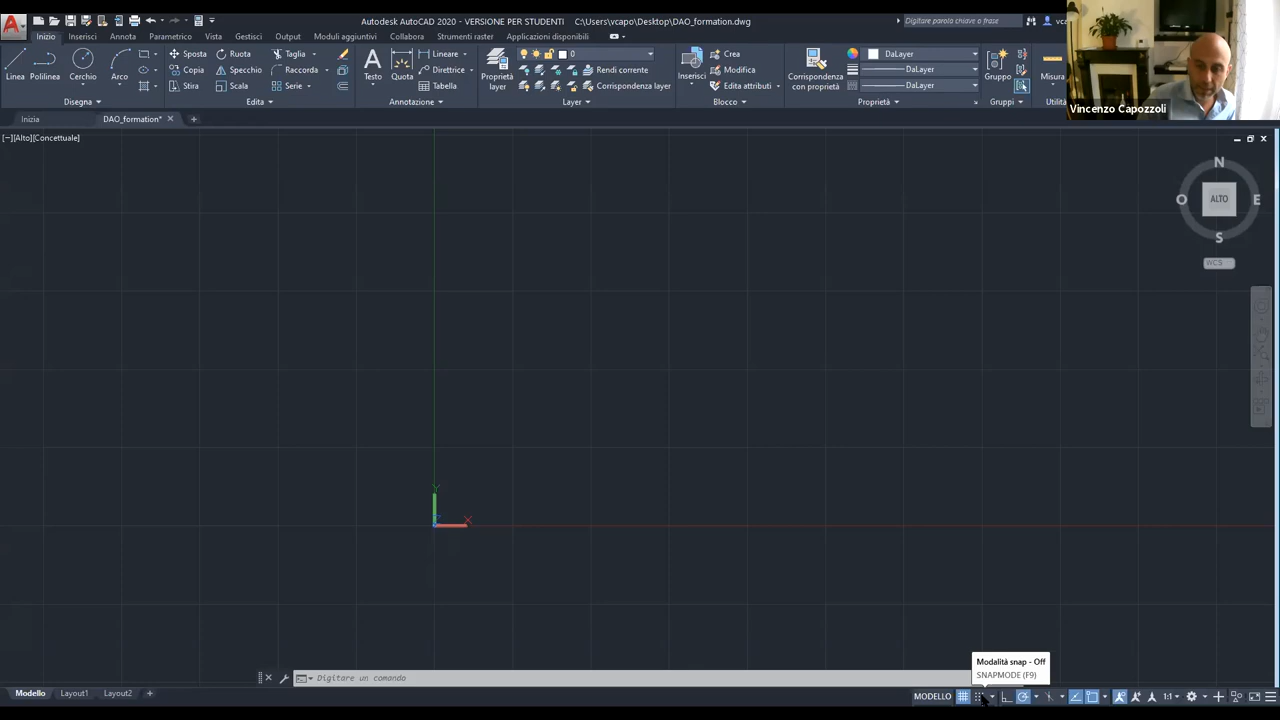 Autodesk AutoCAD 2020 - VERSIONE PER STUDENTI C:\Users\vcapo\Desktop\DAO_formation.dwg
Digitare parolo chiave o frase
Inizio Inserisci Annota Parametrico Vista Gestisci Output Moduli aggiuntivi Collabora Strumenti raster Applicazioni disponibili
Linea Polilinea Cerchio Arco
Sposta Ruota Taglia
Copia Specchio Raccorda
Stira Scala Serie
Testo Quota
Lineare
Direttrice
Tabella
Proprietà layer
0
Rendi corrente
Corrispondenza layer
Inserisci
Crea
Modifica
Modifica attributi
Corrispondenza con proprietà
DaLayer
DaLayer
DaLayer
Gruppo
Misura
Disegna Edita Annotazione Layer Blocco Proprietà Gruppi
Vincenzo Capozzoli
Inizia DAO_formation*
[−][Alto][Concettuale]
N
O ALTO E
S
WCS
Y
X
Modalità snap - Off
SNAPMODE (F9)
Digitare un comando
Modello Layout1 Layout2 +
MODELLO 1:1